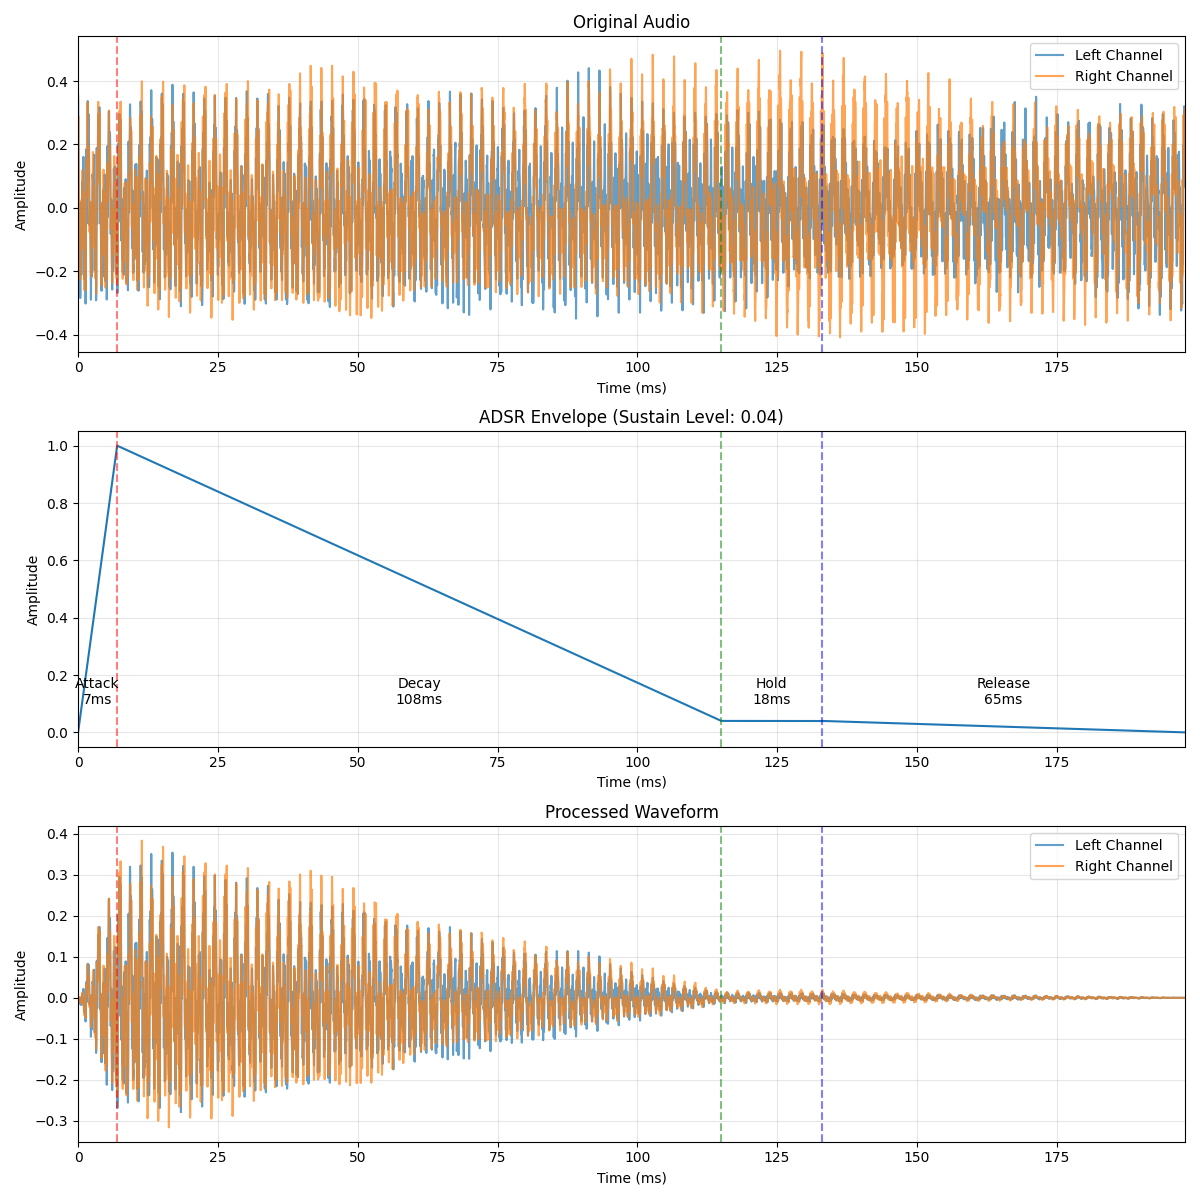 Original Audio
Left Channel
Right Channel
Amplitude
0.4
0.2
0.0
−0.2
−0.4
0 25 50 75 100 125 150 175
Time (ms)
ADSR Envelope (Sustain Level: 0.04)
Amplitude
1.0
0.8
0.6
0.4
0.2
0.0
Attack
7ms
Decay
108ms
Hold
18ms
Release
65ms
0 25 50 75 100 125 150 175
Time (ms)
Processed Waveform
Left Channel
Right Channel
Amplitude
0.4
0.3
0.2
0.1
0.0
−0.1
−0.2
−0.3
0 25 50 75 100 125 150 175
Time (ms)